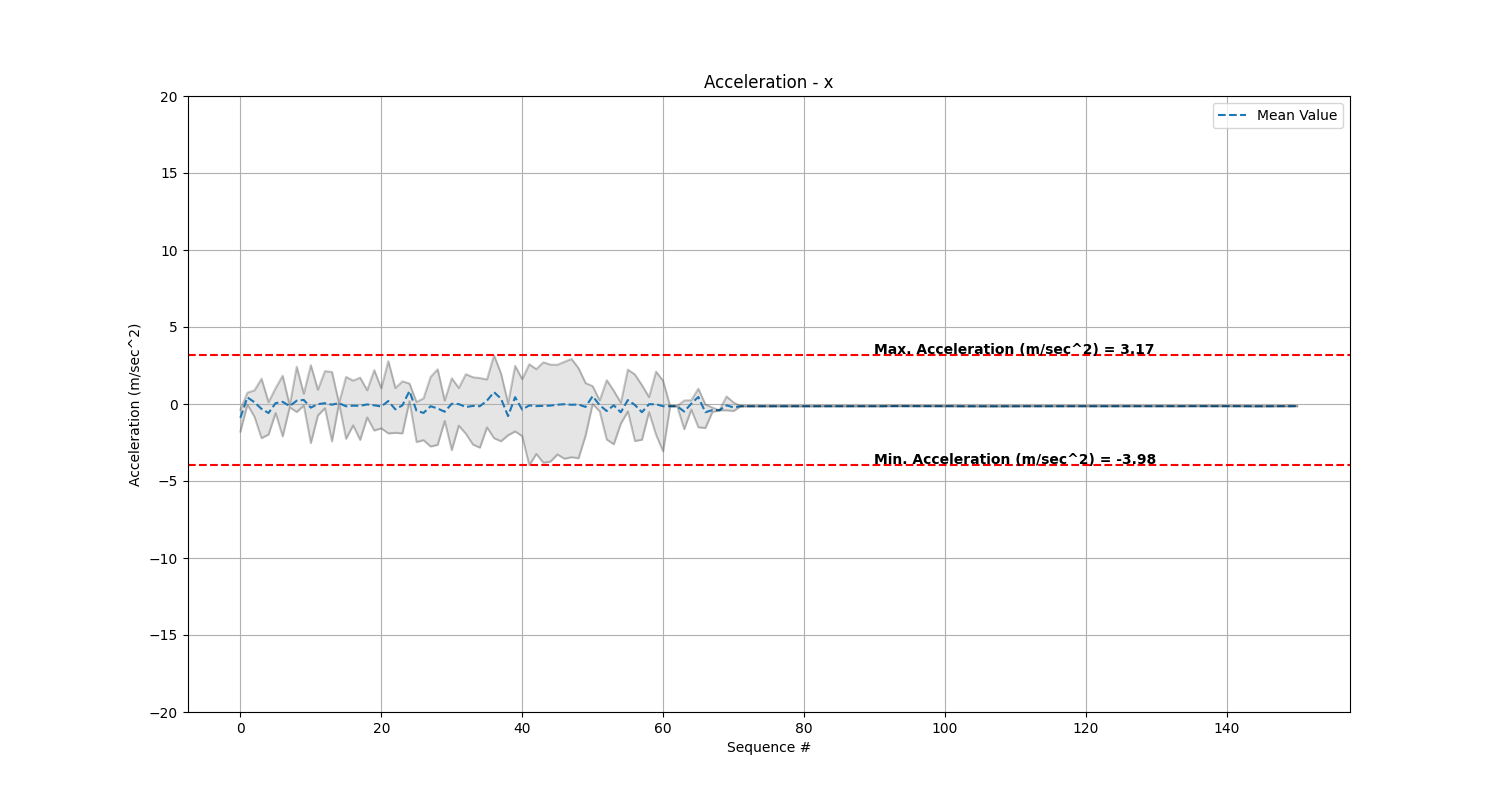 Acceleration - x
Mean Value
20
15
10
5
0
−5
−10
−15
−20
Acceleration (m/sec^2)
Max. Acceleration (m/sec^2) = 3.17
Min. Acceleration (m/sec^2) = -3.98
0 20 40 60 80 100 120 140
Sequence #